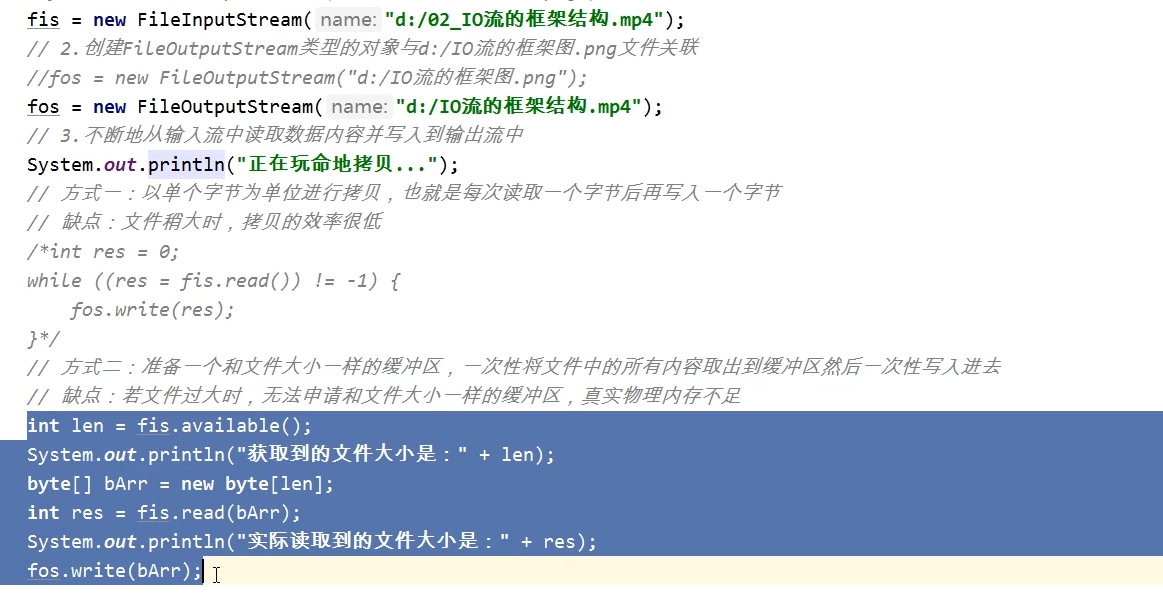 fis = new FileInputStream( name: "d:/02_IO流的框架结构.mp4");
// 2.创建FileOutputStream类型的对象与d:/IO流的框架图.png文件关联
//fos = new FileOutputStream("d:/IO流的框架图.png");
fos = new FileOutputStream( name: "d:/IO流的框架结构.mp4");
// 3.不断地从输入流中读取数据内容并写入到输出流中
System.out.println("正在玩命地拷贝...");
// 方式一：以单个字节为单位进行拷贝，也就是每次读取一个字节后再写入一个字节
// 缺点：文件稍大时，拷贝的效率很低
/*int res = 0;
while ((res = fis.read()) != -1) {
    fos.write(res);
}*/
// 方式二：准备一个和文件大小一样的缓冲区，一次性将文件中的所有内容取出到缓冲区然后一次性写入进去
// 缺点：若文件过大时，无法申请和文件大小一样的缓冲区，真实物理内存不足
int len = fis.available();
System.out.println("获取到的文件大小是：" + len);
byte[] bArr = new byte[len];
int res = fis.read(bArr);
System.out.println("实际读取到的文件大小是：" + res);
fos.write(bArr);